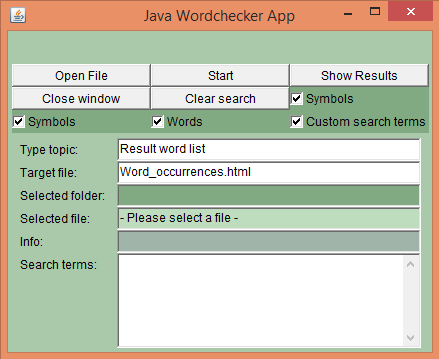 Java Wordchecker App
Open File Start Show Results
Close window Clear search Symbols
Symbols Words Custom search terms
Type topic: Result word list
Target file: Word_occurrences.html
Selected folder:
Selected file: - Please select a file -
Info:
Search terms: